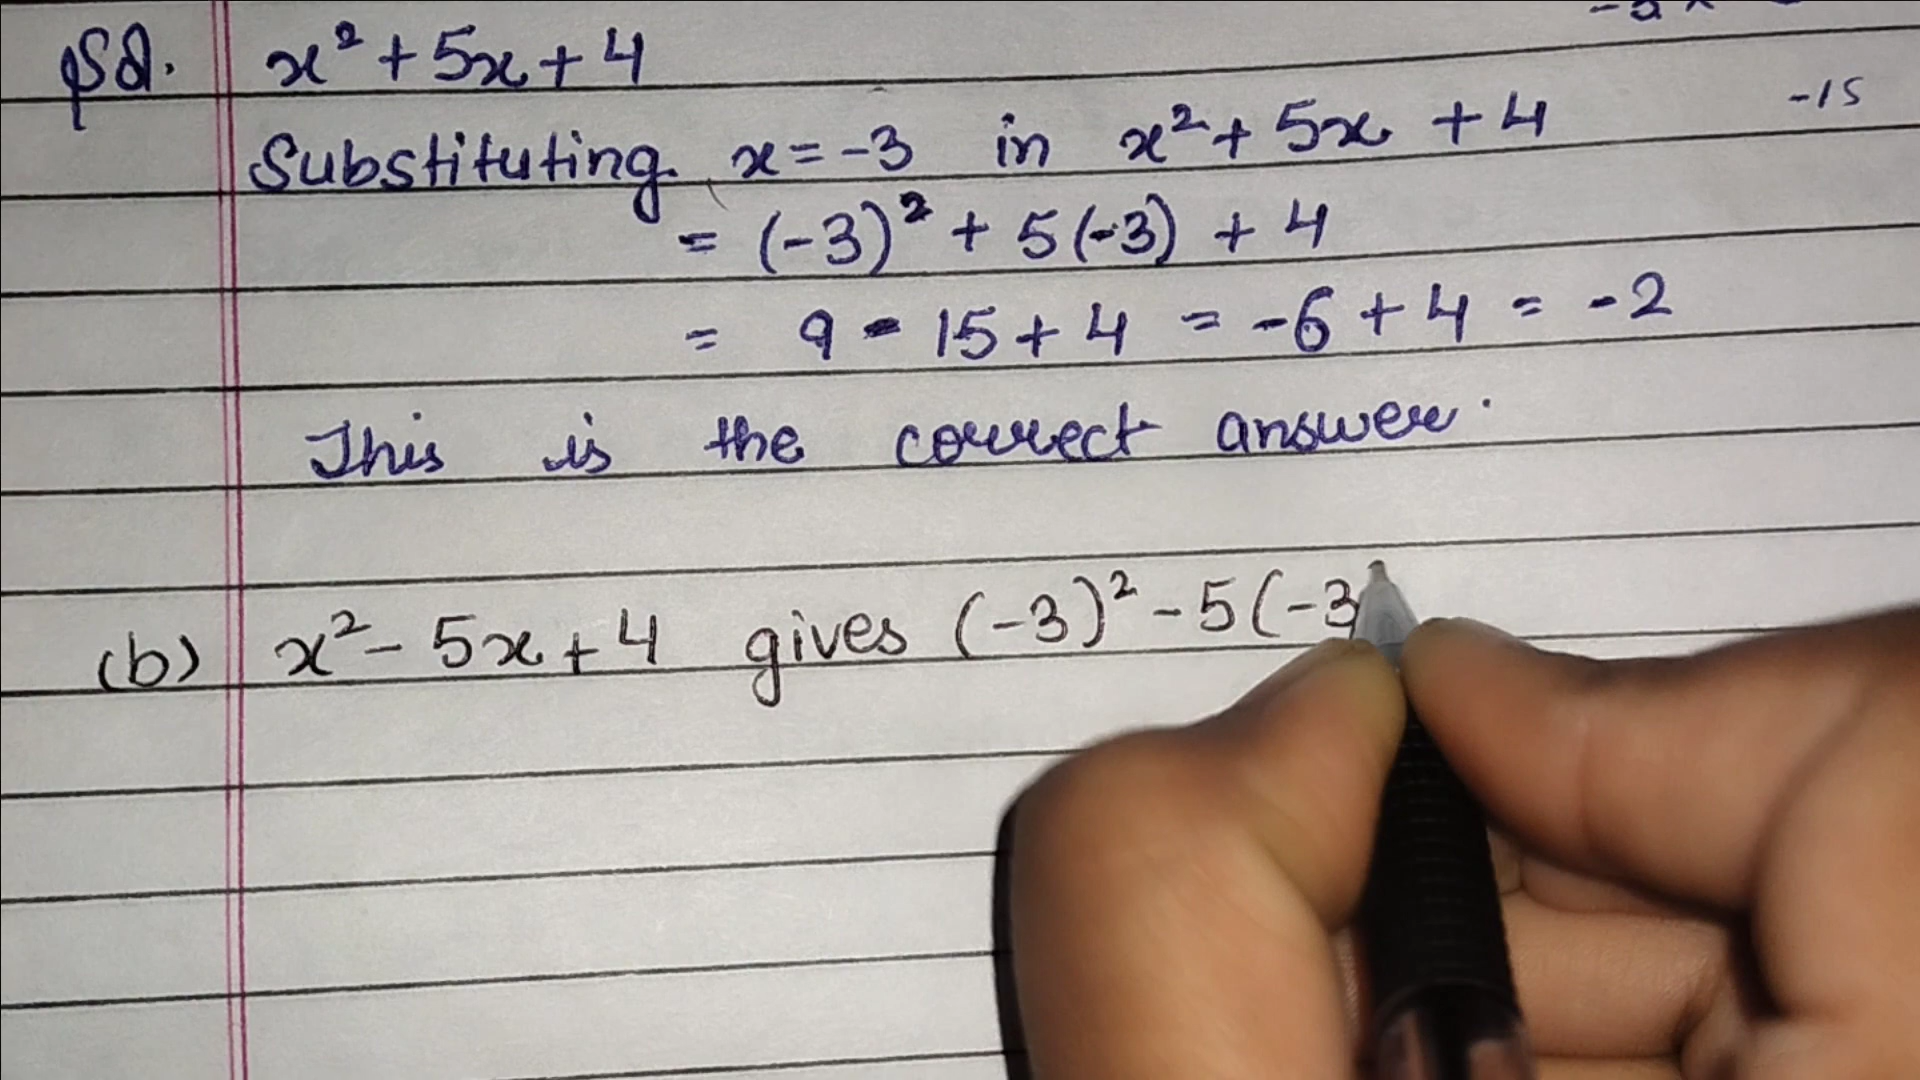 Sol. x² + 5x + 4
-15
Substituting x = -3 in x² + 5x + 4
= (-3)² + 5(-3) + 4
= 9 - 15 + 4 = -6 + 4 = -2
This is the correct answer.
(b) x² - 5x + 4 gives (-3)² - 5(-3